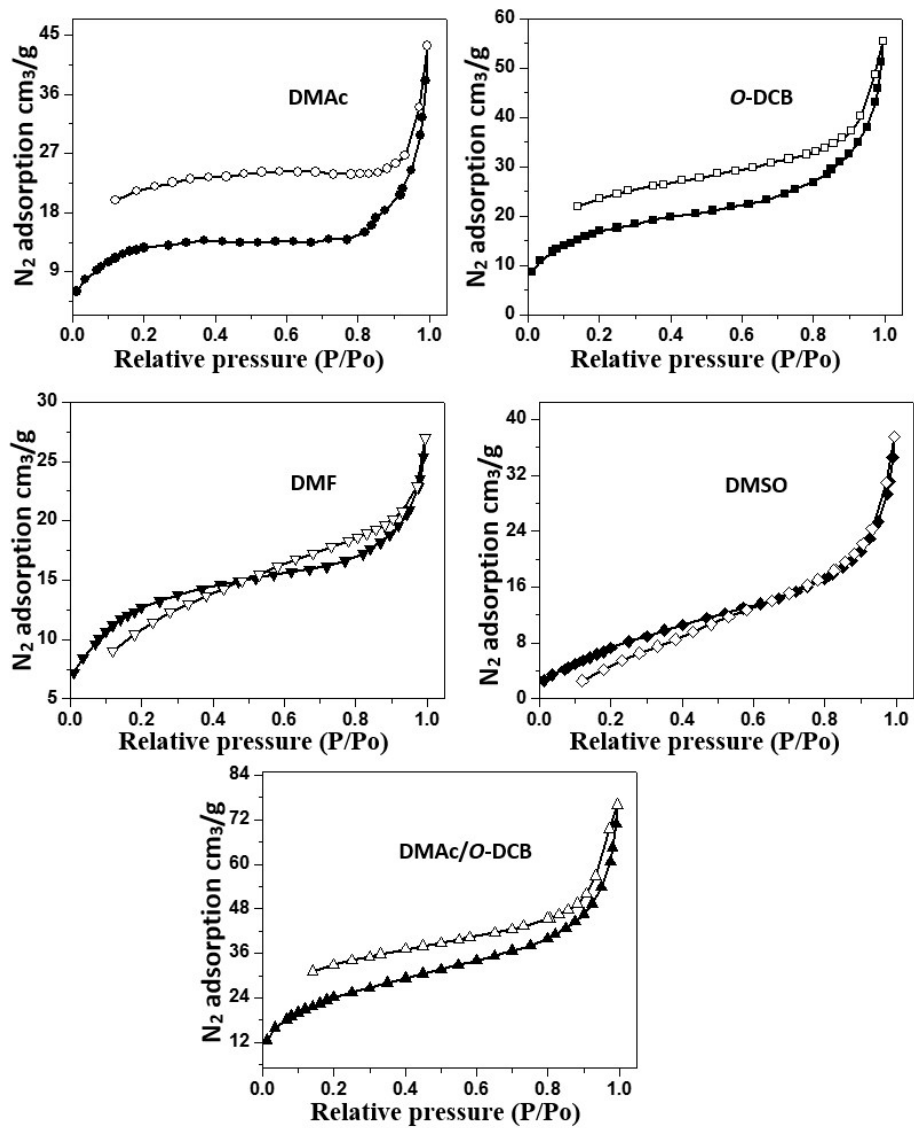 45
36
27
18
9
N₂ adsorption cm₃/g
DMAc
0.0 0.2 0.4 0.6 0.8 1.0
Relative pressure (P/Po)
60
50
40
30
20
10
0
N₂ adsorption cm₃/g
O-DCB
0.0 0.2 0.4 0.6 0.8 1.0
Relative pressure (P/Po)
30
25
20
15
10
5
N₂ adsorption cm₃/g
DMF
0.0 0.2 0.4 0.6 0.8 1.0
Relative pressure (P/Po)
40
32
24
16
8
0
N₂ adsorption cm₃/g
DMSO
0.0 0.2 0.4 0.6 0.8 1.0
Relative pressure (P/Po)
84
72
60
48
36
24
12
N₂ adsorption cm₃/g
DMAc/O-DCB
0.0 0.2 0.4 0.6 0.8 1.0
Relative pressure (P/Po)